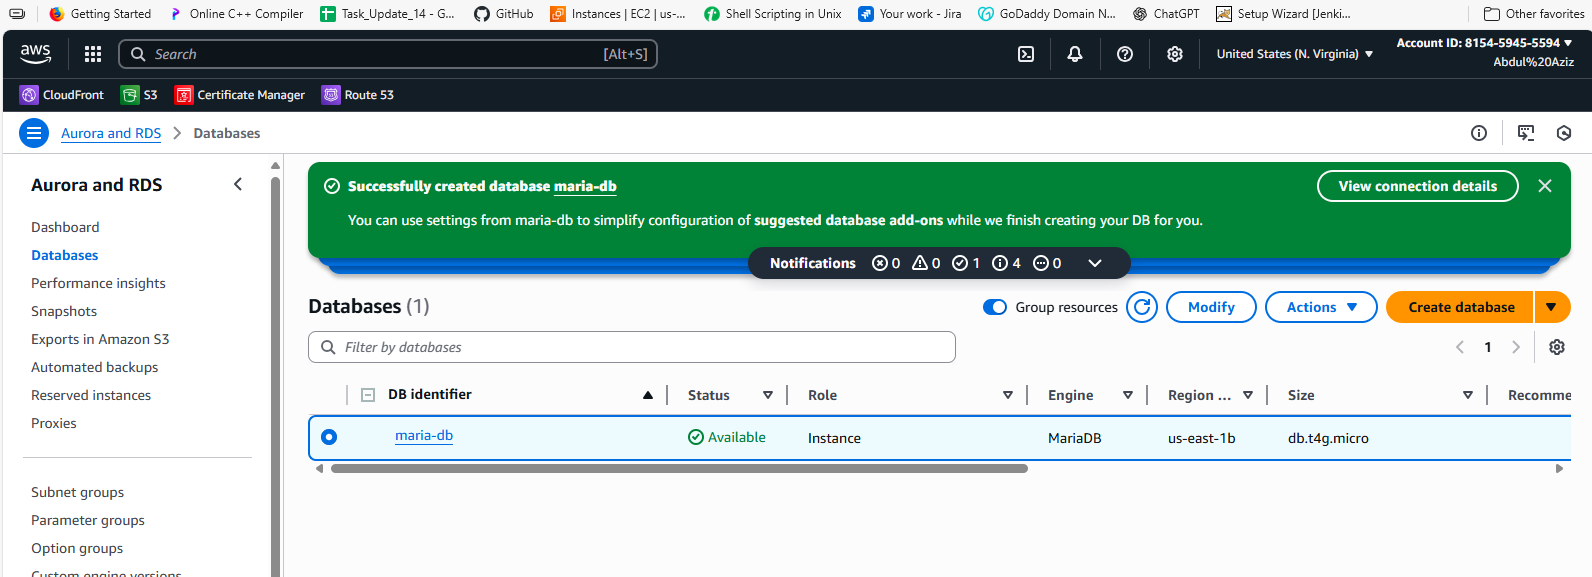 Getting Started Online C++ Compiler Task_Update_14 - G... GitHub Instances | EC2 | us-... Shell Scripting in Unix Your work - Jira GoDaddy Domain N... ChatGPT Setup Wizard [Jenki... Other favorites
aws Search [Alt+S] United States (N. Virginia) Account ID: 8154-5945-5594
Abdul%20Aziz
CloudFront S3 Certificate Manager Route 53
Aurora and RDS > Databases
Aurora and RDS
Dashboard
Databases
Performance insights
Snapshots
Exports in Amazon S3
Automated backups
Reserved instances
Proxies
Subnet groups
Parameter groups
Option groups
Custom engine versions
Successfully created database maria-db View connection details
You can use settings from maria-db to simplify configuration of suggested database add-ons while we finish creating your DB for you.
Notifications 0 0 1 4 0
Databases (1) Group resources Modify Actions Create database
Filter by databases 1
DB identifier Status Role Engine Region ... Size Recomme
maria-db Available Instance MariaDB us-east-1b db.t4g.micro